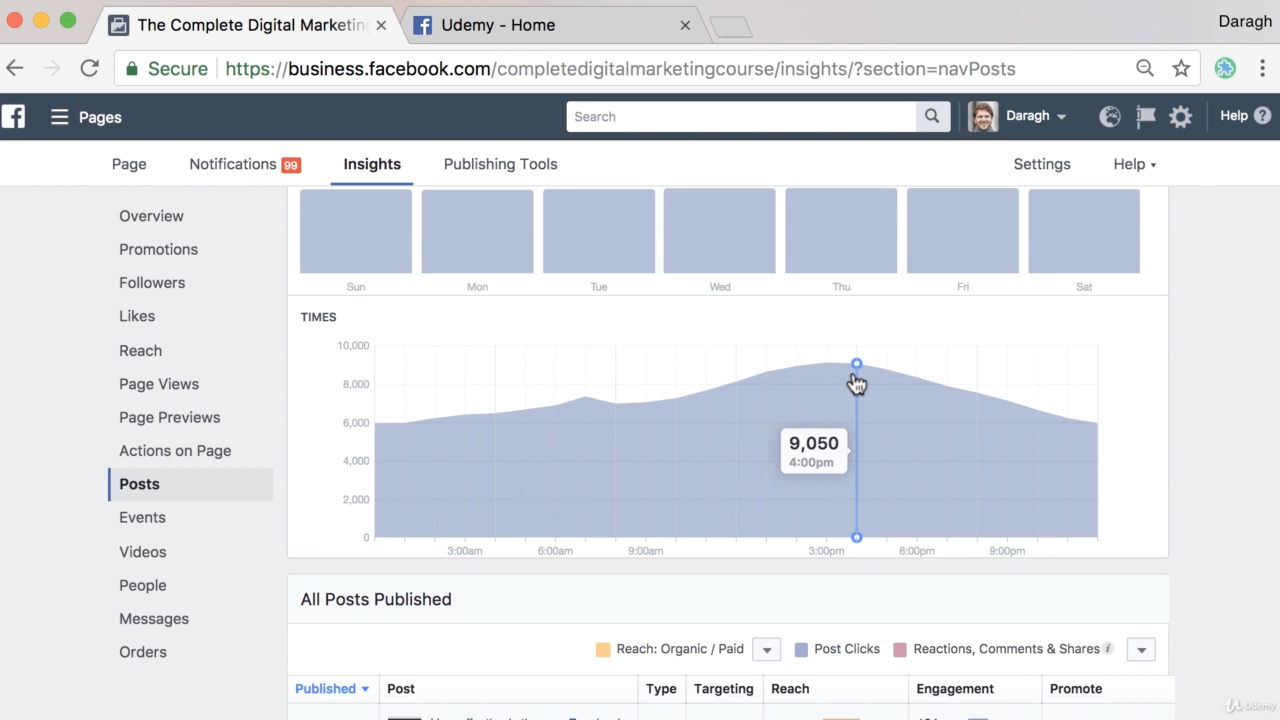 The Complete Digital Marketing
Udemy - Home
Daragh
Secure
https://business.facebook.com/completedigitalmarketingcourse/insights/?section=navPosts
Pages
Search
Daragh
Help ?
Page
Notifications 99
Insights
Publishing Tools
Settings
Help
Overview
Promotions
Followers
Likes
Reach
Page Views
Page Previews
Actions on Page
Posts
Events
Videos
People
Messages
Orders
Sun Mon Tue Wed Thu Fri Sat
TIMES
10,000
8,000
6,000
4,000
2,000
0
9,050
4:00pm
3:00am 6:00am 9:00am 3:00pm 6:00pm 9:00pm
All Posts Published
Reach: Organic / Paid
Post Clicks
Reactions, Comments & Shares i
Published Post Type Targeting Reach Engagement Promote
Udemy